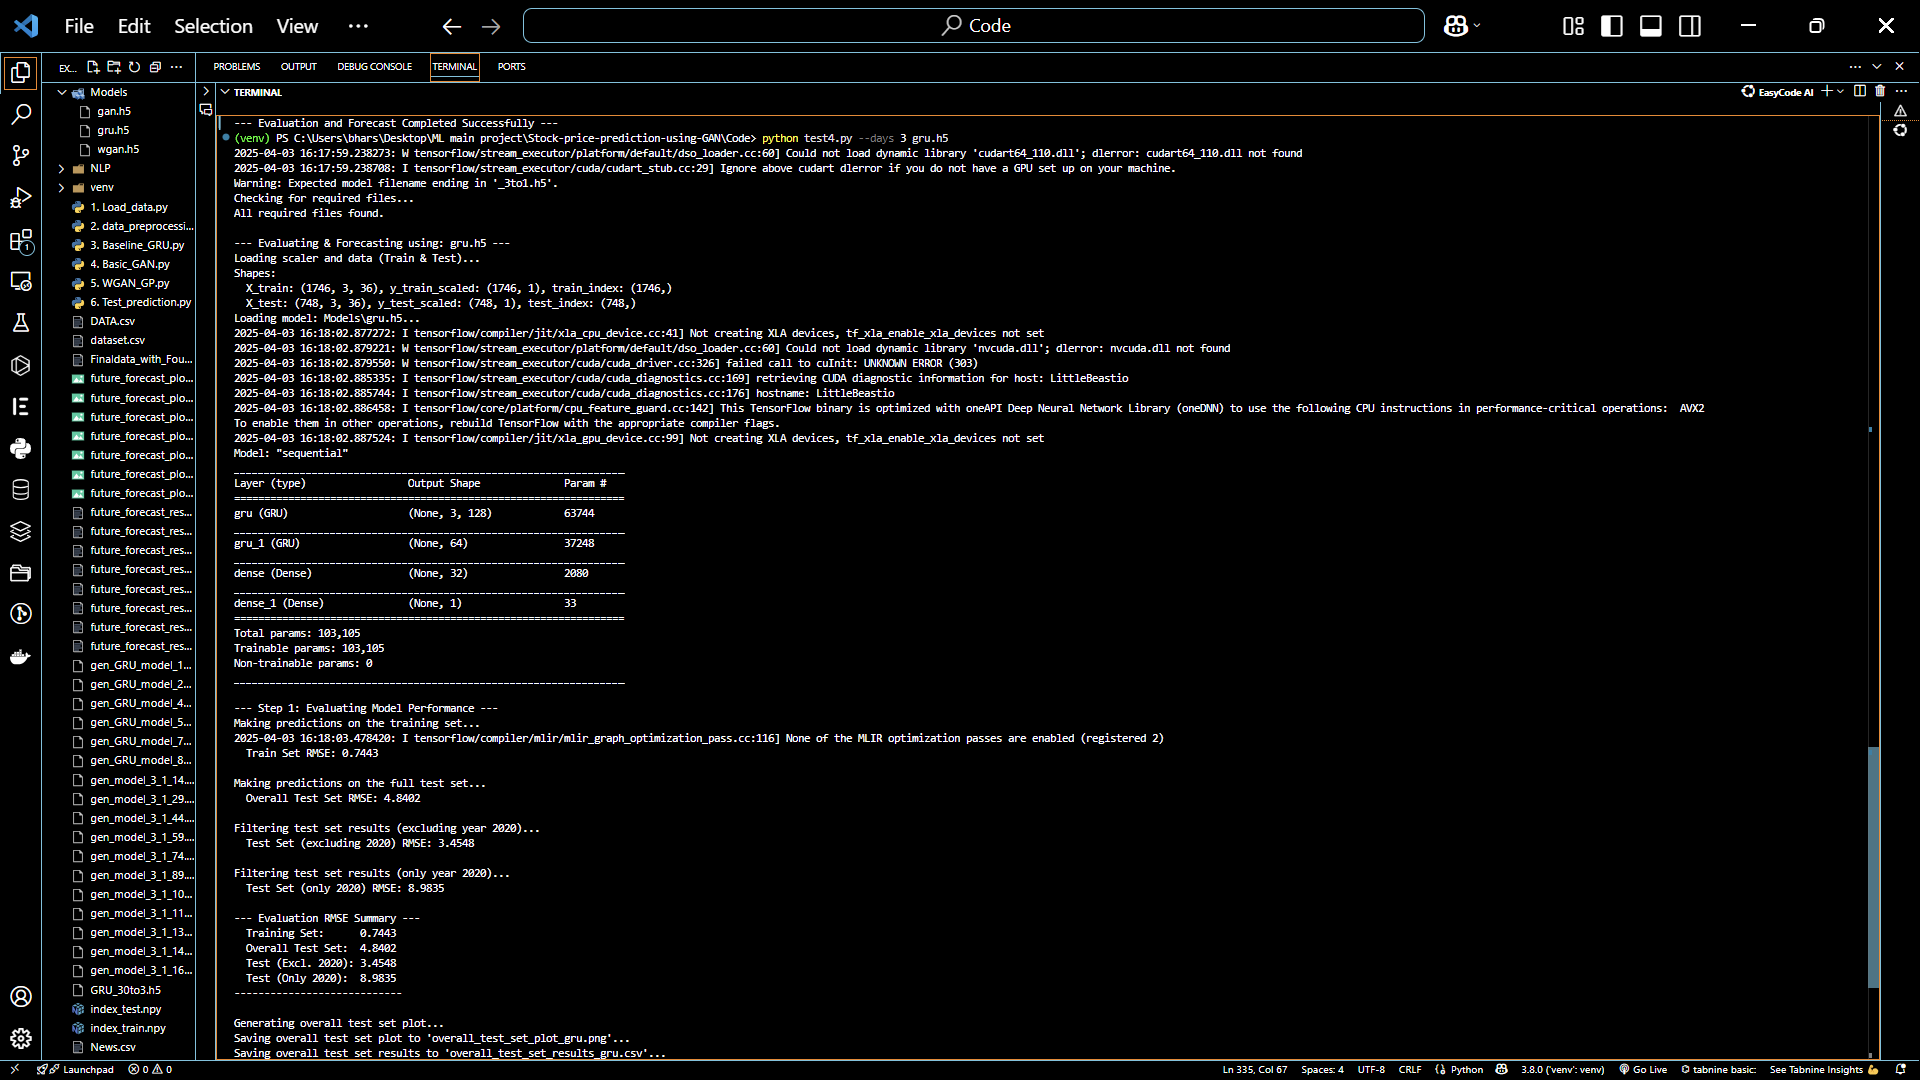 File Edit Selection View ···
Code
EX...
PROBLEMS OUTPUT DEBUG CONSOLE TERMINAL PORTS
TERMINAL
EasyCode AI
Models
gan.h5
gru.h5
wgan.h5
NLP
venv
1. Load_data.py
2. data_preprocessi...
3. Baseline_GRU.py
4. Basic_GAN.py
5. WGAN_GP.py
6. Test_prediction.py
DATA.csv
dataset.csv
Finaldata_with_Fou...
future_forecast_plo...
future_forecast_plo...
future_forecast_plo...
future_forecast_plo...
future_forecast_plo...
future_forecast_plo...
future_forecast_plo...
future_forecast_res...
future_forecast_res...
future_forecast_res...
future_forecast_res...
future_forecast_res...
future_forecast_res...
future_forecast_res...
future_forecast_res...
gen_GRU_model_1...
gen_GRU_model_2...
gen_GRU_model_4...
gen_GRU_model_5...
gen_GRU_model_7...
gen_GRU_model_8...
gen_model_3_1_14....
gen_model_3_1_29....
gen_model_3_1_44....
gen_model_3_1_59....
gen_model_3_1_74....
gen_model_3_1_89....
gen_model_3_1_10...
gen_model_3_1_11...
gen_model_3_1_13...
gen_model_3_1_14...
gen_model_3_1_16...
GRU_30to3.h5
index_test.npy
index_train.npy
News.csv
--- Evaluation and Forecast Completed Successfully ---
(venv) PS C:\Users\bhars\Desktop\ML main project\Stock-price-prediction-using-GAN\Code> python test4.py --days 3 gru.h5
2025-04-03 16:17:59.238273: W tensorflow/stream_executor/platform/default/dso_loader.cc:60] Could not load dynamic library 'cudart64_110.dll'; dlerror: cudart64_110.dll not found
2025-04-03 16:17:59.238708: I tensorflow/stream_executor/cuda/cudart_stub.cc:29] Ignore above cudart dlerror if you do not have a GPU set up on your machine.
Warning: Expected model filename ending in '_3to1.h5'.
Checking for required files...
All required files found.
--- Evaluating & Forecasting using: gru.h5 ---
Loading scaler and data (Train & Test)...
Shapes:
X_train: (1746, 3, 36), y_train_scaled: (1746, 1), train_index: (1746,)
X_test: (748, 3, 36), y_test_scaled: (748, 1), test_index: (748,)
Loading model: Models\gru.h5...
2025-04-03 16:18:02.877272: I tensorflow/compiler/jit/xla_cpu_device.cc:41] Not creating XLA devices, tf_xla_enable_xla_devices not set
2025-04-03 16:18:02.879221: W tensorflow/stream_executor/platform/default/dso_loader.cc:60] Could not load dynamic library 'nvcuda.dll'; dlerror: nvcuda.dll not found
2025-04-03 16:18:02.879550: W tensorflow/stream_executor/cuda/cuda_driver.cc:326] failed call to cuInit: UNKNOWN ERROR (303)
2025-04-03 16:18:02.885335: I tensorflow/stream_executor/cuda/cuda_diagnostics.cc:169] retrieving CUDA diagnostic information for host: LittleBeastio
2025-04-03 16:18:02.885744: I tensorflow/stream_executor/cuda/cuda_diagnostics.cc:176] hostname: LittleBeastio
2025-04-03 16:18:02.886458: I tensorflow/core/platform/cpu_feature_guard.cc:142] This TensorFlow binary is optimized with oneAPI Deep Neural Network Library (oneDNN) to use the following CPU instructions in performance-critical operations:  AVX2
To enable them in other operations, rebuild TensorFlow with the appropriate compiler flags.
2025-04-03 16:18:02.887524: I tensorflow/compiler/jit/xla_gpu_device.cc:99] Not creating XLA devices, tf_xla_enable_xla_devices not set
Model: "sequential"
Layer (type) Output Shape Param #
gru (GRU) (None, 3, 128) 63744
gru_1 (GRU) (None, 64) 37248
dense (Dense) (None, 32) 2080
dense_1 (Dense) (None, 1) 33
Total params: 103,105
Trainable params: 103,105
Non-trainable params: 0
--- Step 1: Evaluating Model Performance ---
Making predictions on the training set...
2025-04-03 16:18:03.478420: I tensorflow/compiler/mlir/mlir_graph_optimization_pass.cc:116] None of the MLIR optimization passes are enabled (registered 2)
Train Set RMSE: 0.7443
Making predictions on the full test set...
Overall Test Set RMSE: 4.8402
Filtering test set results (excluding year 2020)...
Test Set (excluding 2020) RMSE: 3.4548
Filtering test set results (only year 2020)...
Test Set (only 2020) RMSE: 8.9835
--- Evaluation RMSE Summary ---
Training Set: 0.7443
Overall Test Set: 4.8402
Test (Excl. 2020): 3.4548
Test (Only 2020): 8.9835
----------------------------
Generating overall test set plot...
Saving overall test set plot to 'overall_test_set_plot_gru.png'...
Saving overall test set results to 'overall_test_set_results_gru.csv'...
Launchpad 0 0 Ln 335, Col 67 Spaces: 4 UTF-8 CRLF Python 3.8.0 ('venv': venv) Go Live tabnine basic: See Tabnine Insights